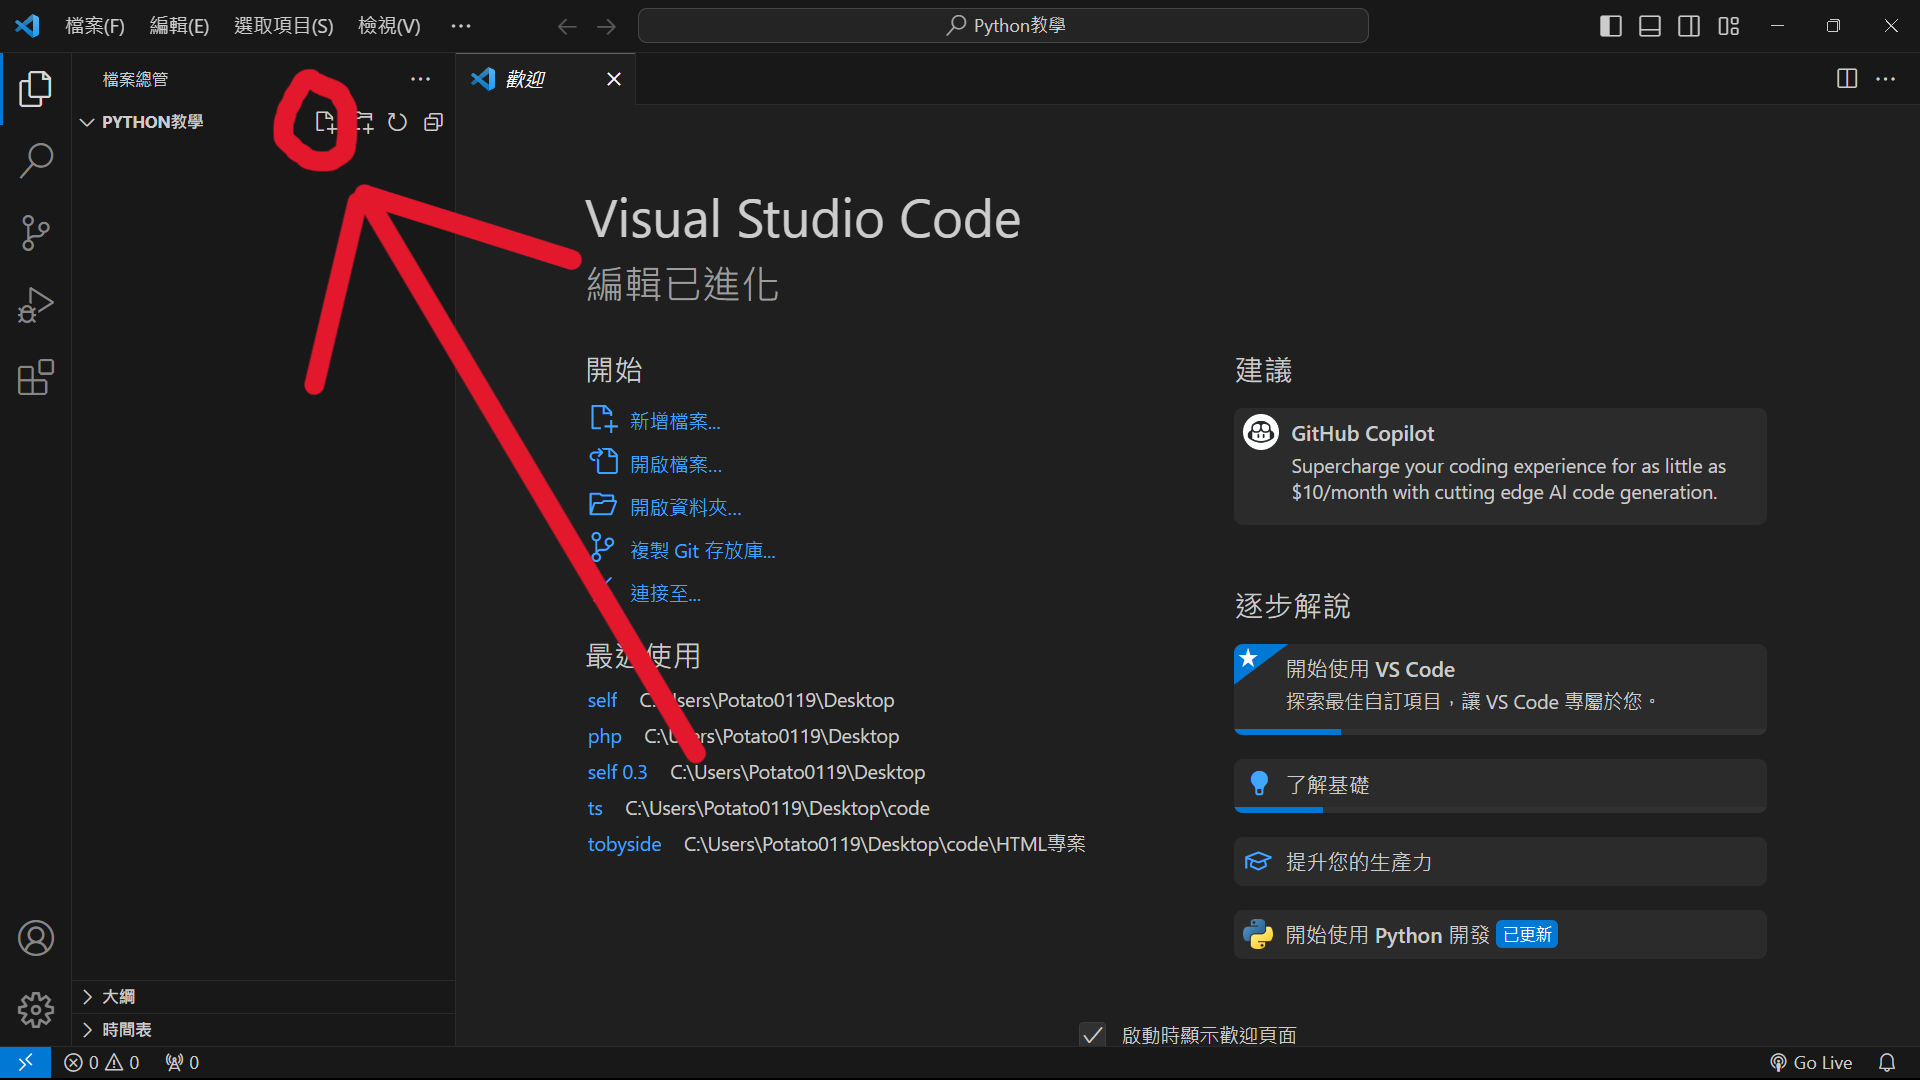 檔案(F) 編輯(E) 選取項目(S) 檢視(V) ··· Python教學
檔案總管 ···
歡迎
PYTHON教學
Visual Studio Code
編輯已進化
開始
新增檔案...
開啟檔案...
開啟資料夾...
複製 Git 存放庫...
連接至...
最近使用
self C:\Users\Potato0119\Desktop
php C:\Users\Potato0119\Desktop
self 0.3 C:\Users\Potato0119\Desktop
ts C:\Users\Potato0119\Desktop\code
tobyside C:\Users\Potato0119\Desktop\code\HTML專案
建議
GitHub Copilot
Supercharge your coding experience for as little as
$10/month with cutting edge AI code generation.
逐步解說
開始使用 VS Code
探索最佳自訂項目，讓 VS Code 專屬於您。
了解基礎
提升您的生產力
開始使用 Python 開發 已更新
啟動時顯示歡迎頁面
大綱
時間表
0 0 0 Go Live